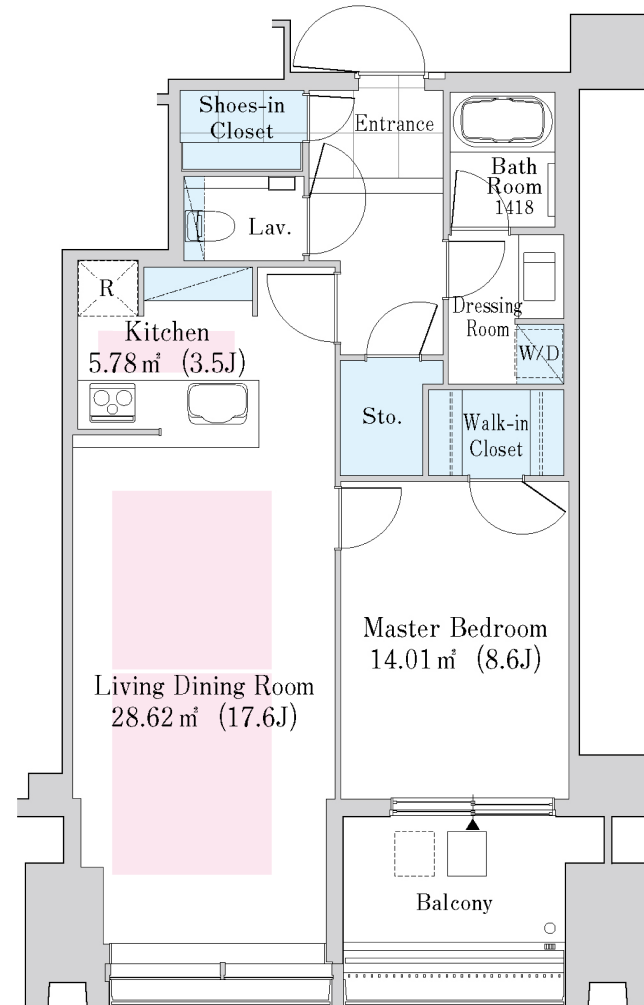 Shoes-in
Closet
Entrance
Bath
Room
1418
Lav.
R
Kitchen
5.78㎡ (3.5J)
Dressing
Room
W/D
Sto.
Walk-in
Closet
Master Bedroom
14.01㎡ (8.6J)
Living Dining Room
28.62㎡ (17.6J)
Balcony